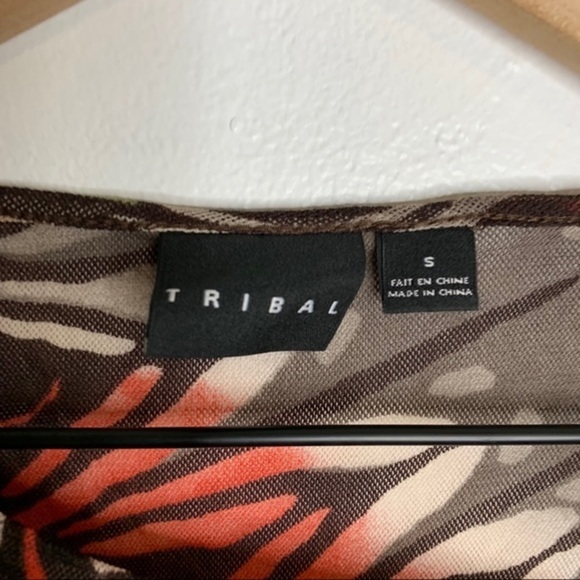 TRIBAL
S
FAIT EN CHINE
MADE IN CHINA